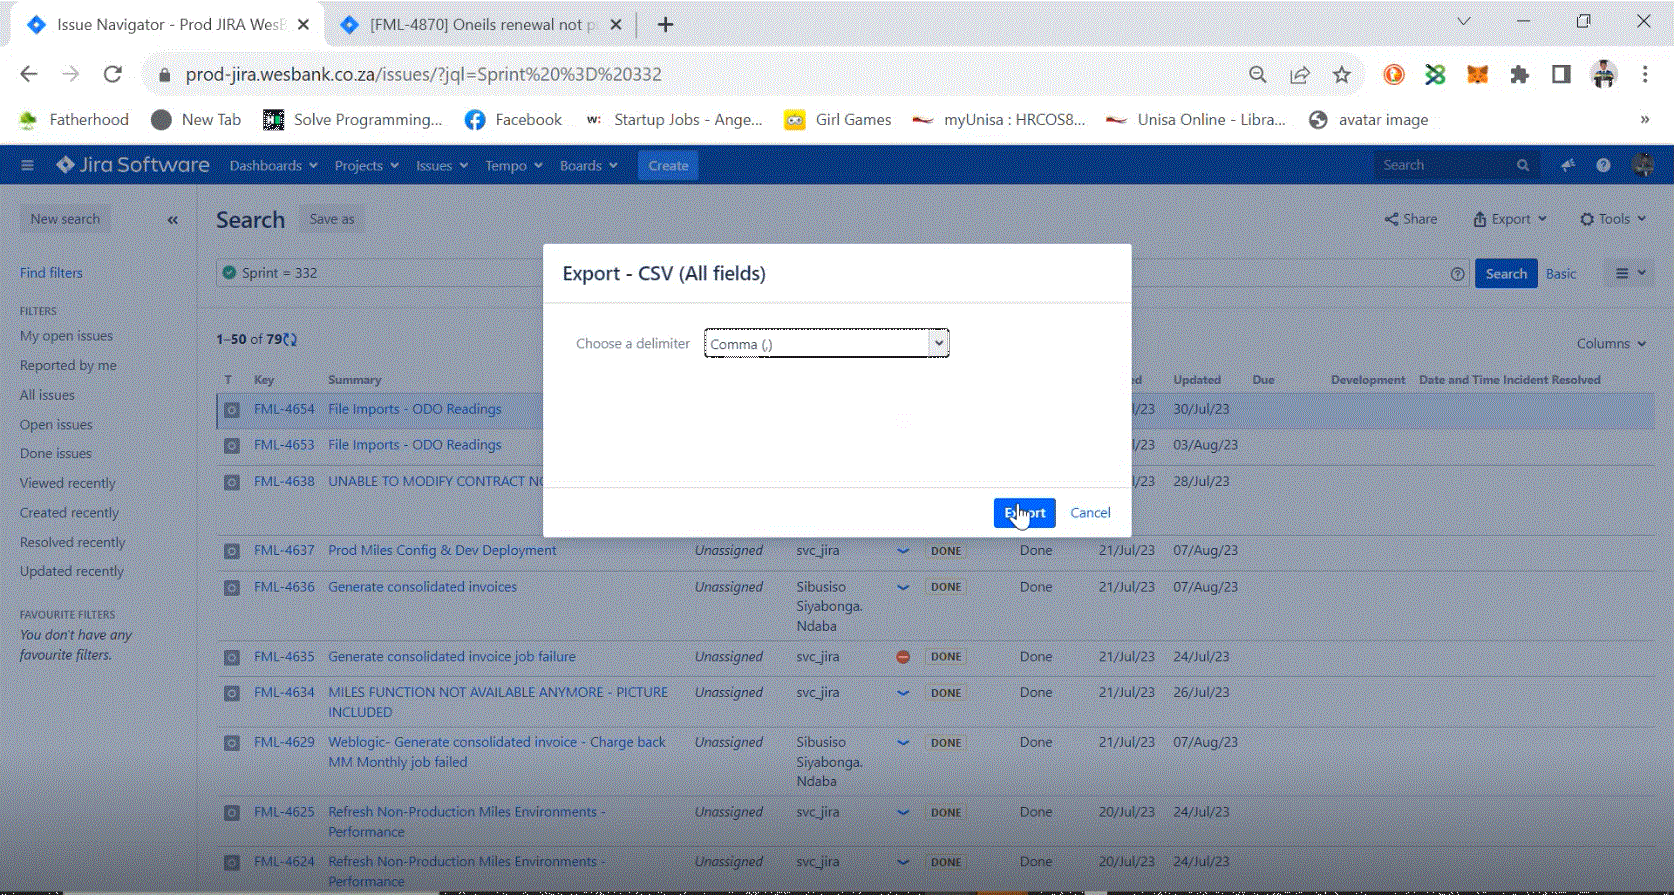 Issue Navigator - Prod JIRA WesB
[FML-4870] Oneils renewal not p
prod-jira.wesbank.co.za/issues/?jql=Sprint%20%3D%20332
Fatherhood
New Tab
Solve Programming...
Facebook
w:
Startup Jobs - Ange...
Girl Games
myUnisa : HRCOS8...
Unisa Online - Libra...
avatar image
»
Jira Software
Dashboards
Projects
Issues
Tempo
Boards
Create
Search
New search
«
Search
Save as
Share
Export
Tools
Find filters
Sprint = 332
Search
Basic
FILTERS
My open issues
Reported by me
All issues
Open issues
Done issues
Viewed recently
Created recently
Resolved recently
Updated recently
FAVOURITE FILTERS
You don't have any
favourite filters.
Export - CSV (All fields)
Choose a delimiter
Comma (,)
Export
Cancel
1–50 of 79
Columns
T Key Summary ed Updated Due Development Date and Time Incident Resolved
FML-4654 File Imports - ODO Readings l/23 30/Jul/23
FML-4653 File Imports - ODO Readings l/23 03/Aug/23
FML-4638 UNABLE TO MODIFY CONTRACT NO l/23 28/Jul/23
FML-4637 Prod Miles Config & Dev Deployment Unassigned svc_jira DONE Done 21/Jul/23 07/Aug/23
FML-4636 Generate consolidated invoices Unassigned Sibusiso DONE Done 21/Jul/23 07/Aug/23
Siyabonga.
Ndaba
FML-4635 Generate consolidated invoice job failure Unassigned svc_jira DONE Done 21/Jul/23 24/Jul/23
FML-4634 MILES FUNCTION NOT AVAILABLE ANYMORE - PICTURE Unassigned svc_jira DONE Done 21/Jul/23 26/Jul/23
INCLUDED
FML-4629 Weblogic- Generate consolidated invoice - Charge back Unassigned Sibusiso DONE Done 21/Jul/23 07/Aug/23
MM Monthly job failed Siyabonga.
Ndaba
FML-4625 Refresh Non-Production Miles Environments - Unassigned svc_jira DONE Done 20/Jul/23 24/Jul/23
Performance
FML-4624 Refresh Non-Production Miles Environments - Unassigned svc_jira DONE Done 20/Jul/23 24/Jul/23
Performance